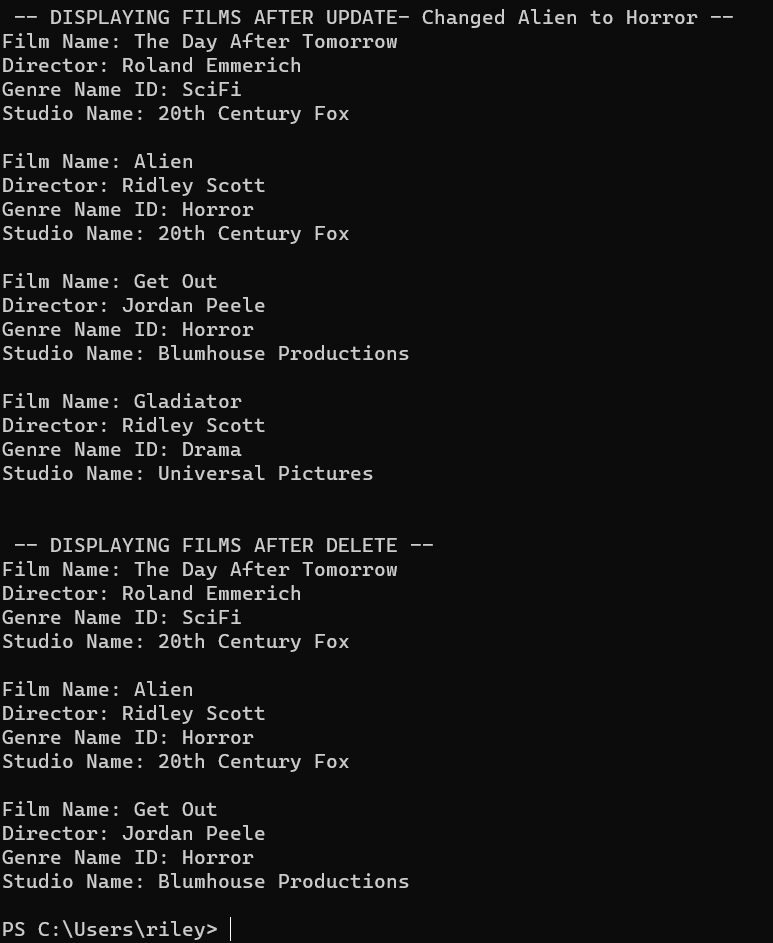 -- DISPLAYING FILMS AFTER UPDATE- Changed Alien to Horror --
Film Name: The Day After Tomorrow
Director: Roland Emmerich
Genre Name ID: SciFi
Studio Name: 20th Century Fox
Film Name: Alien
Director: Ridley Scott
Genre Name ID: Horror
Studio Name: 20th Century Fox
Film Name: Get Out
Director: Jordan Peele
Genre Name ID: Horror
Studio Name: Blumhouse Productions
Film Name: Gladiator
Director: Ridley Scott
Genre Name ID: Drama
Studio Name: Universal Pictures
-- DISPLAYING FILMS AFTER DELETE --
Film Name: The Day After Tomorrow
Director: Roland Emmerich
Genre Name ID: SciFi
Studio Name: 20th Century Fox
Film Name: Alien
Director: Ridley Scott
Genre Name ID: Horror
Studio Name: 20th Century Fox
Film Name: Get Out
Director: Jordan Peele
Genre Name ID: Horror
Studio Name: Blumhouse Productions
PS C:\Users\riley>